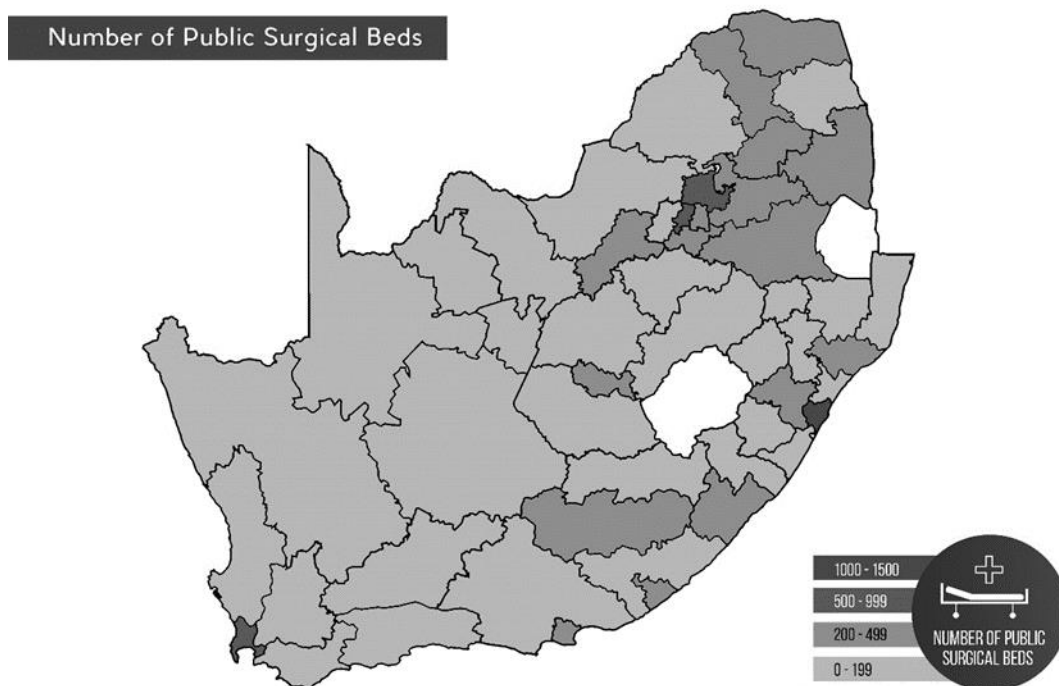 Number of Public Surgical Beds
1000 - 1500
500 - 999
200 - 499
0 - 199
NUMBER OF PUBLIC
SURGICAL BEDS